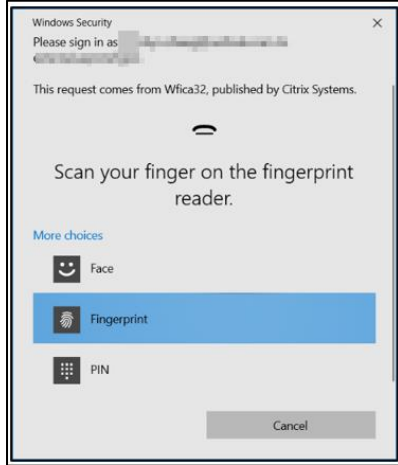 Windows Security
Please sign in as
This request comes from Wfica32, published by Citrix Systems.
Scan your finger on the fingerprint
reader.
More choices
Face
Fingerprint
PIN
Cancel